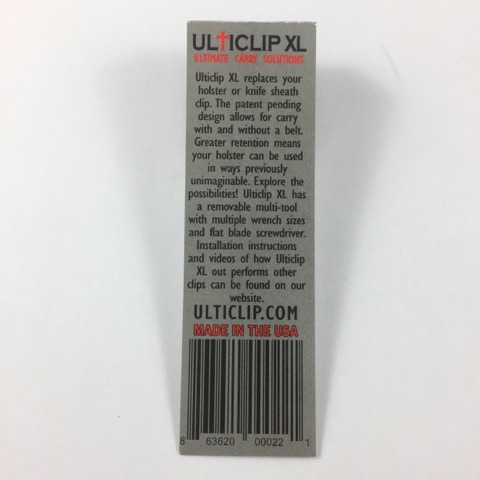 ULTICLIP XL
ULTIMATE CARRY SOLUTIONS
Ulticlip XL replaces your
holster or knife sheath
clip. The patent pending
design allows for carry
with and without a belt.
Greater retention means
your holster can be used
in ways previously
unimaginable. Explore the
possibilities! Ulticlip XL has
a removable multi-tool
with multiple wrench sizes
and flat blade screwdriver.
Installation instructions
and videos of how Ulticlip
XL out performs other
clips can be found on our
website.
ULTICLIP.COM
MADE IN THE USA
8 63620 00022 1